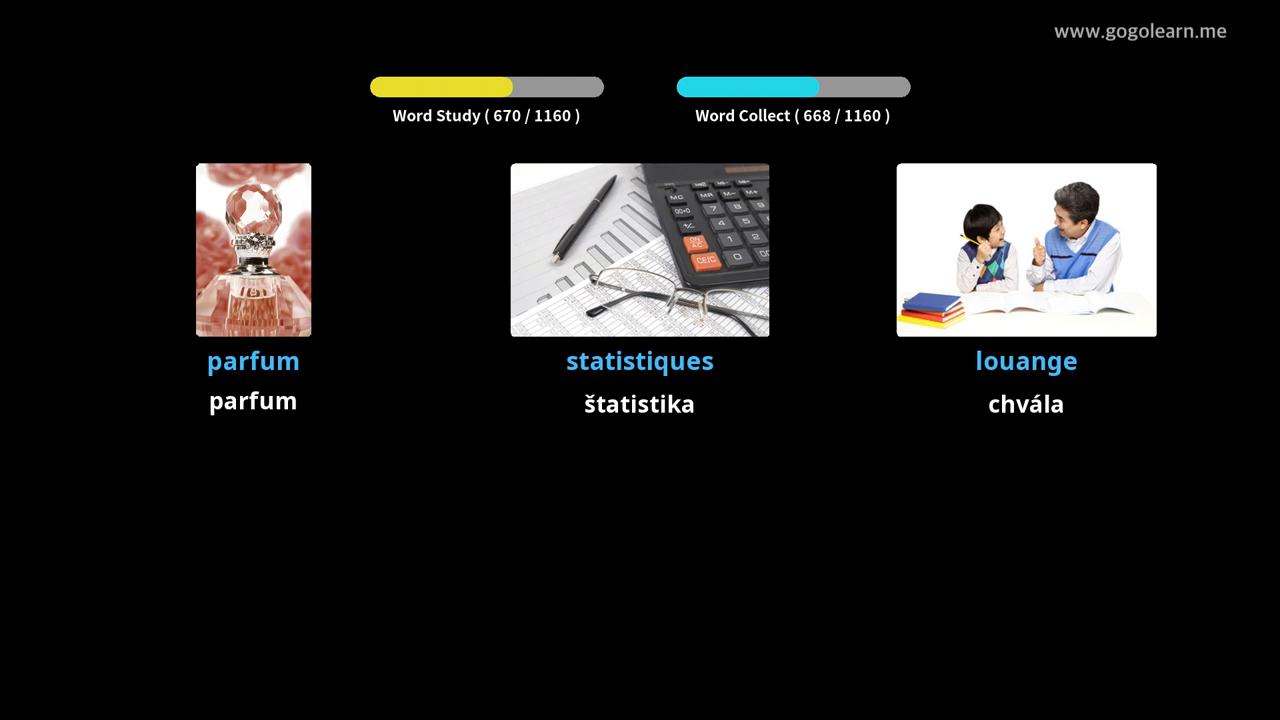 www.gogolearn.me
Word Study ( 670 / 1160 )
Word Collect ( 668 / 1160 )
parfum
parfum
statistiques
štatistika
louange
chvála